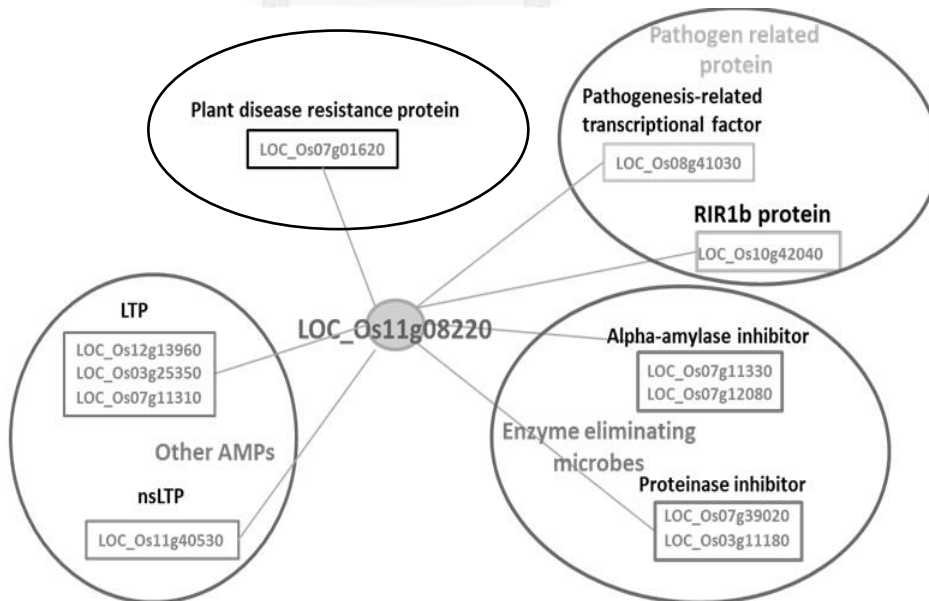 Plant disease resistance protein
LOC_Os07g01620
Pathogen related
protein
Pathogenesis-related
transcriptional factor
LOC_Os08g41030
RIR1b protein
LOC_Os10g42040
LOC_Os11g08220
LTP
LOC_Os12g13960
LOC_Os03g25350
LOC_Os07g11310
Other AMPs
nsLTP
LOC_Os11g40530
Alpha-amylase inhibitor
LOC_Os07g11330
LOC_Os07g12080
Enzyme eliminating
microbes
Proteinase inhibitor
LOC_Os07g39020
LOC_Os03g11180